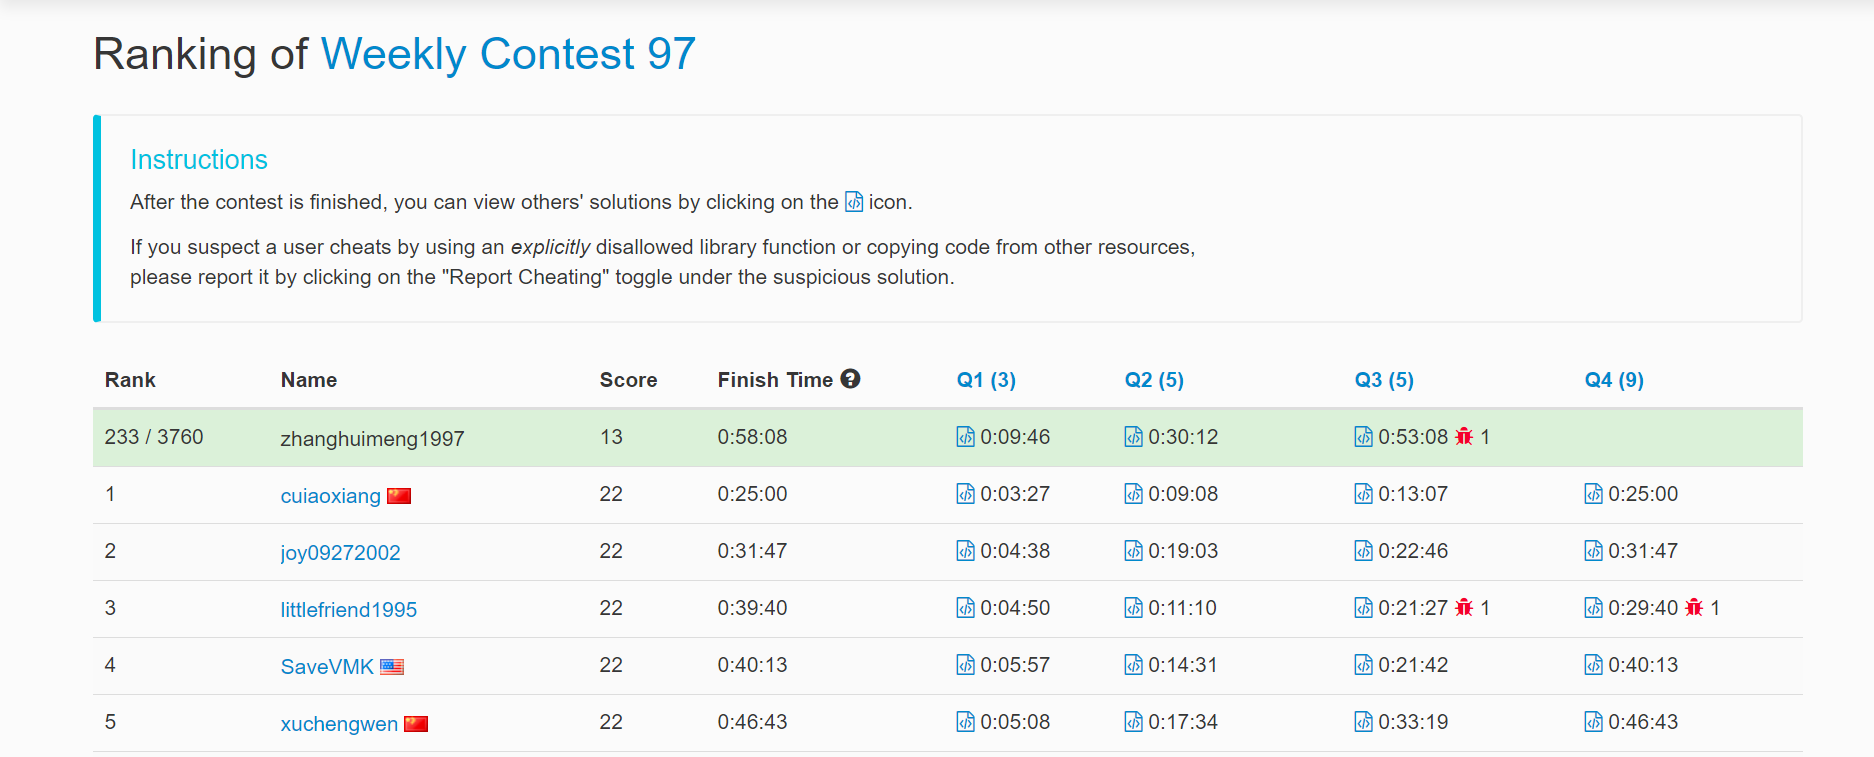 Ranking of Weekly Contest 97
Instructions
After the contest is finished, you can view others' solutions by clicking on the icon.
If you suspect a user cheats by using an explicitly disallowed library function or copying code from other resources,
please report it by clicking on the "Report Cheating" toggle under the suspicious solution.
Rank Name Score Finish Time Q1 (3) Q2 (5) Q3 (5) Q4 (9)
233 / 3760 zhanghuimeng1997 13 0:58:08 0:09:46 0:30:12 0:53:08 1
1 cuiaoxiang 22 0:25:00 0:03:27 0:09:08 0:13:07 0:25:00
2 joy09272002 22 0:31:47 0:04:38 0:19:03 0:22:46 0:31:47
3 littlefriend1995 22 0:39:40 0:04:50 0:11:10 0:21:27 1 0:29:40 1
4 SaveVMK 22 0:40:13 0:05:57 0:14:31 0:21:42 0:40:13
5 xuchengwen 22 0:46:43 0:05:08 0:17:34 0:33:19 0:46:43